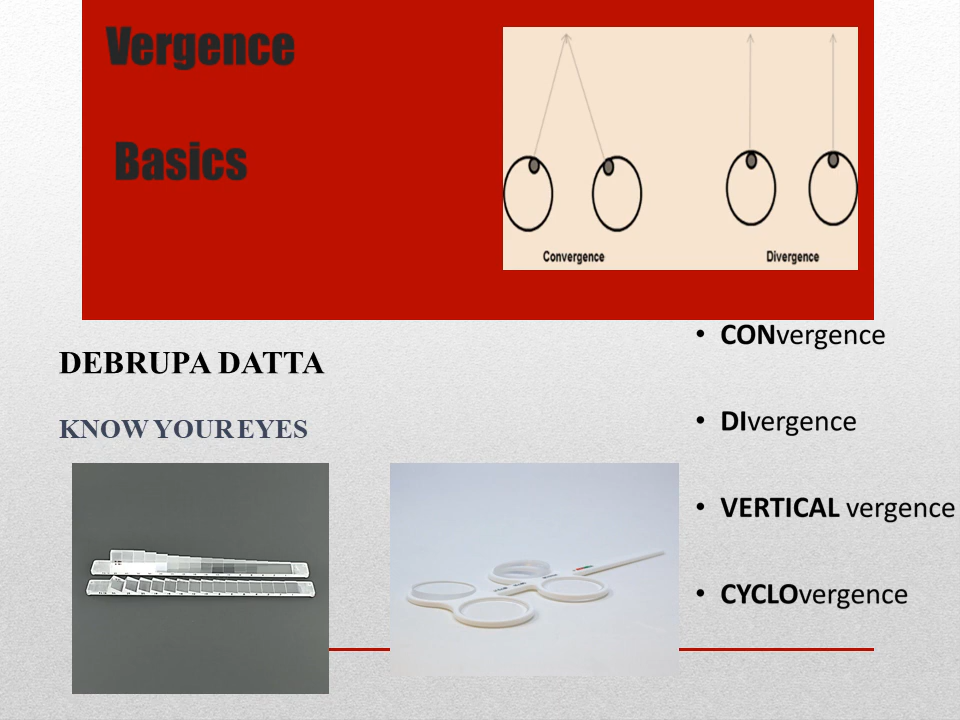 Vergence
Basics
Convergence
Divergence
DEBRUPA DATTA
KNOW YOUR EYES
• CONvergence
• DIvergence
• VERTICAL vergence
• CYCLOvergence